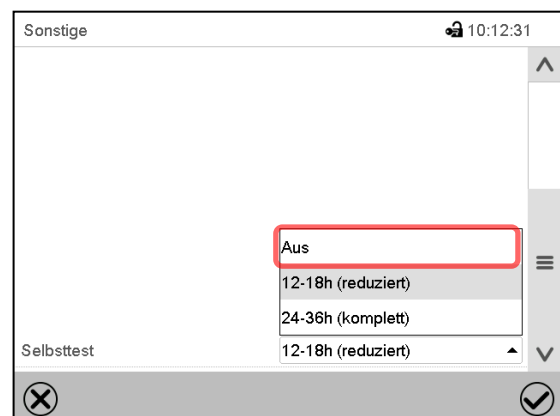 Sonstige 10:12:31
Aus
12-18h (reduziert)
24-36h (komplett)
Selbsttest 12-18h (reduziert)